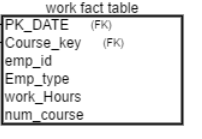 work fact table
PK_DATE (FK)
Course_key (FK)
emp_id
Emp_type
work_Hours
num_course